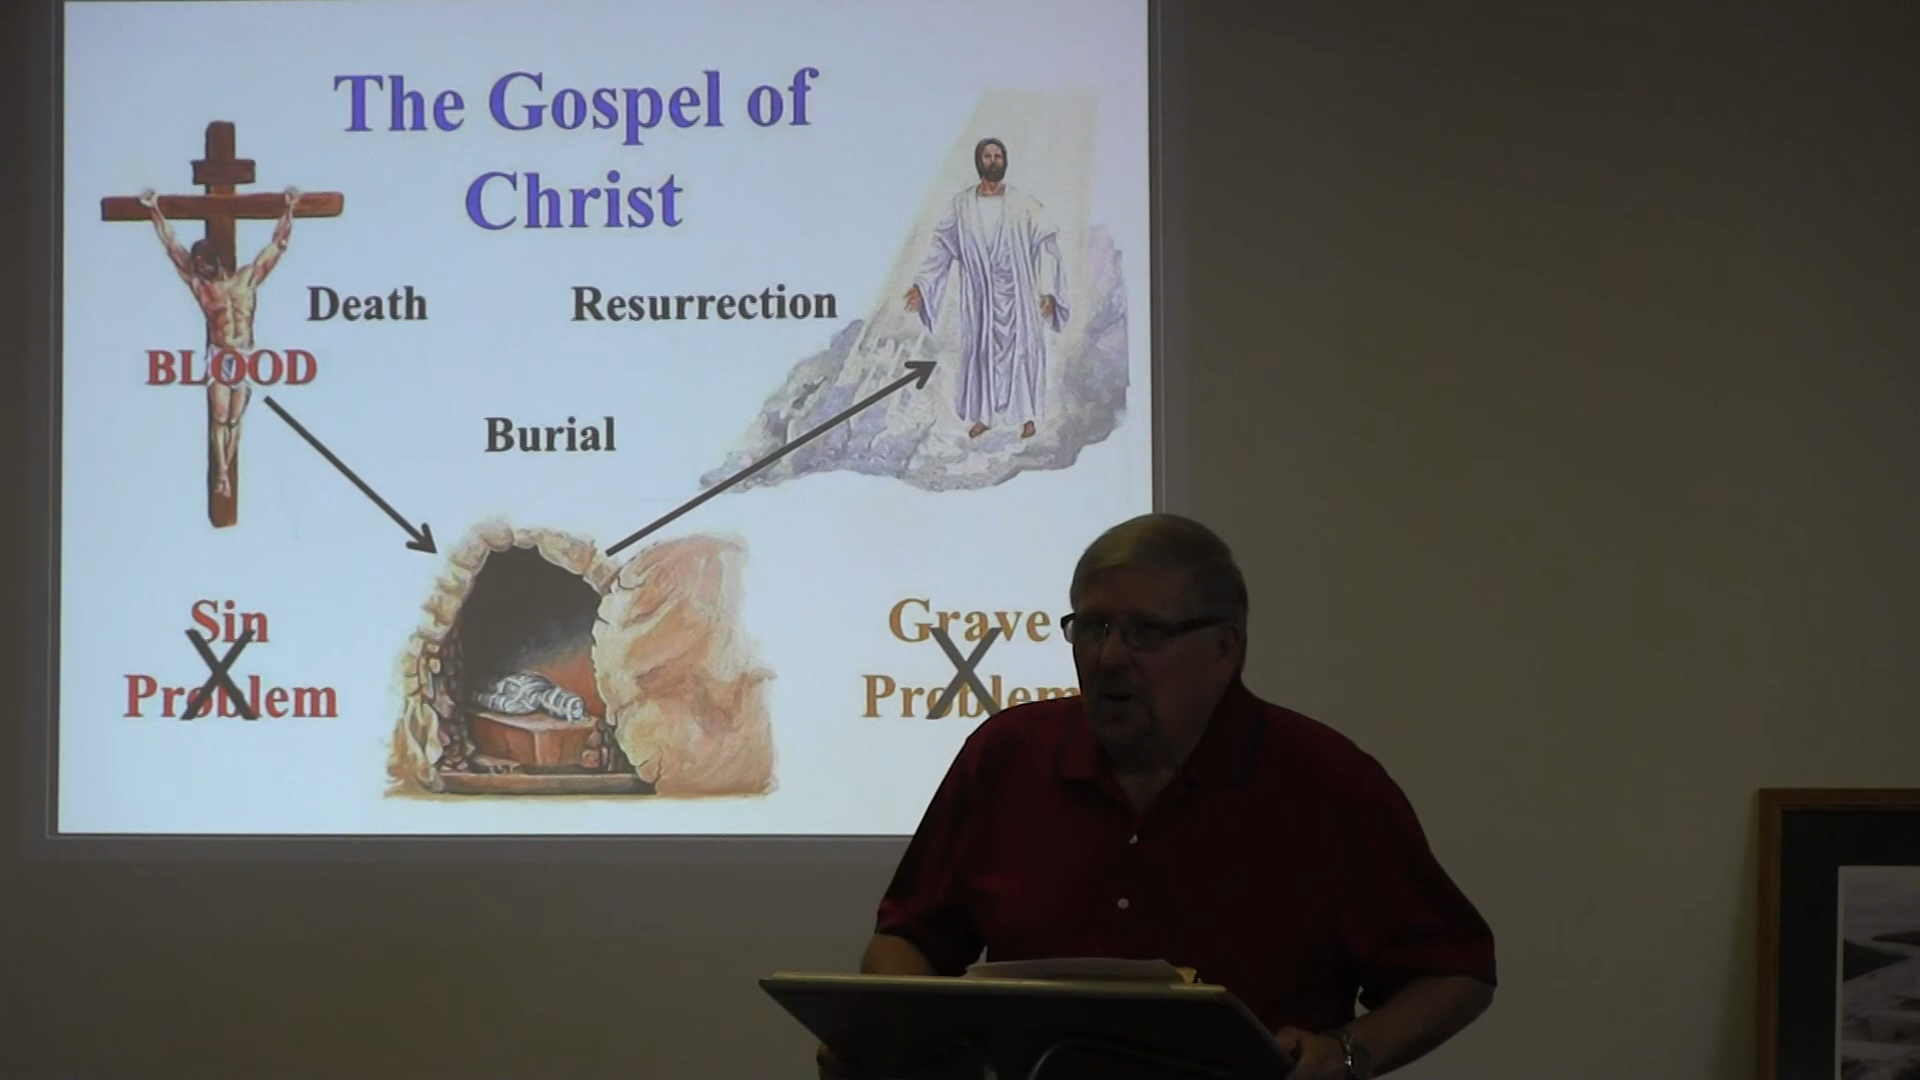 The Gospel of
Christ
Death
Resurrection
BLOOD
Burial
Sin
Problem
Grave
Problem